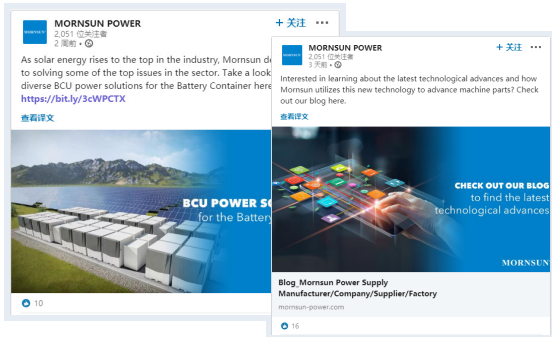 MORNSUN
MORNSUN POWER
2,051 位关注者
2 周前 •
+ 关注 •••
As solar energy rises to the top in the industry, Mornsun de
to solving some of the top issues in the sector. Take a look
diverse BCU power solutions for the Battery Container here
https://bit.ly/3cWPCTX
查看译文
BCU POWER SO
for the Battery
10
MORNSUN
MORNSUN POWER
2,051 位关注者
3 天前 •
+ 关注 •••
Interested in learning about the latest technological advances and how
Mornsun utilizes this new technology to advance machine parts? Check
out our blog here.
查看译文
CHECK OUT OUR BLOG
to find the latest
technological advances
MORNSUN
Blog_Mornsun Power Supply
Manufacturer/Company/Supplier/Factory
mornsun-power.com
16